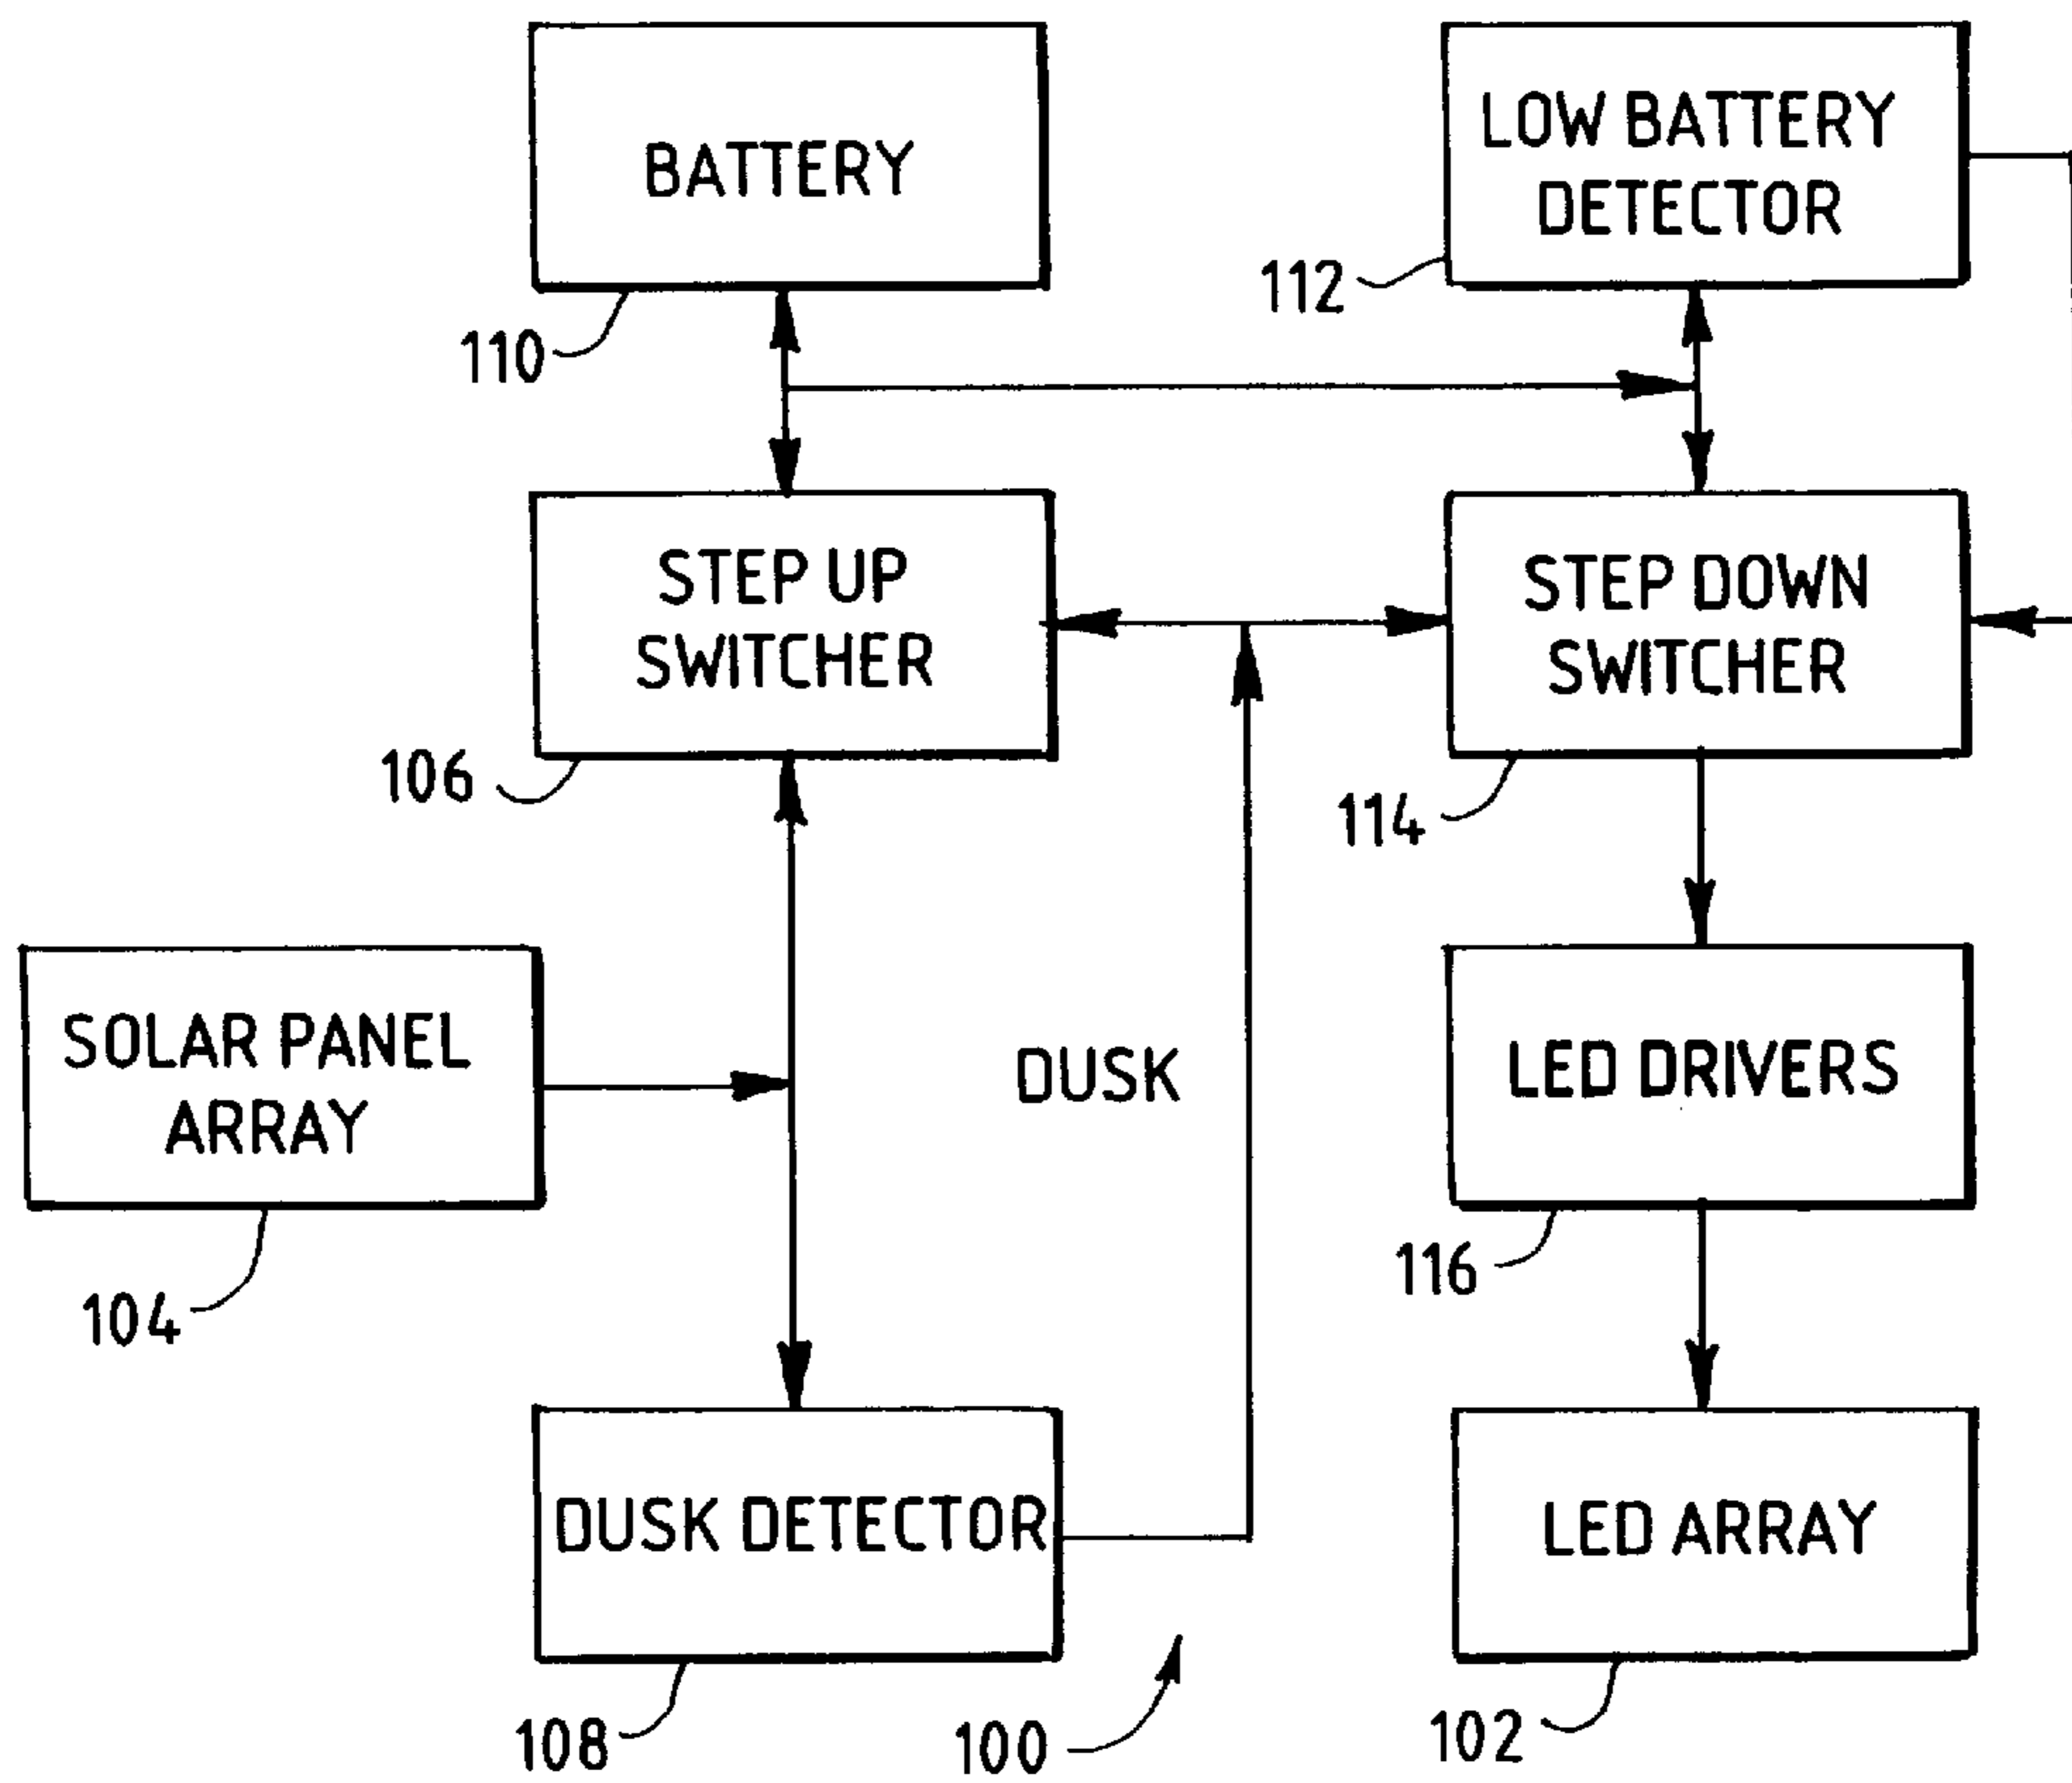 BATTERY
110
LOW BATTERY
DETECTOR
112
STEP UP
SWITCHER
106
STEP DOWN
SWITCHER
114
SOLAR PANEL
ARRAY
104
DUSK
LED DRIVERS
116
DUSK DETECTOR
108
100
LED ARRAY
102